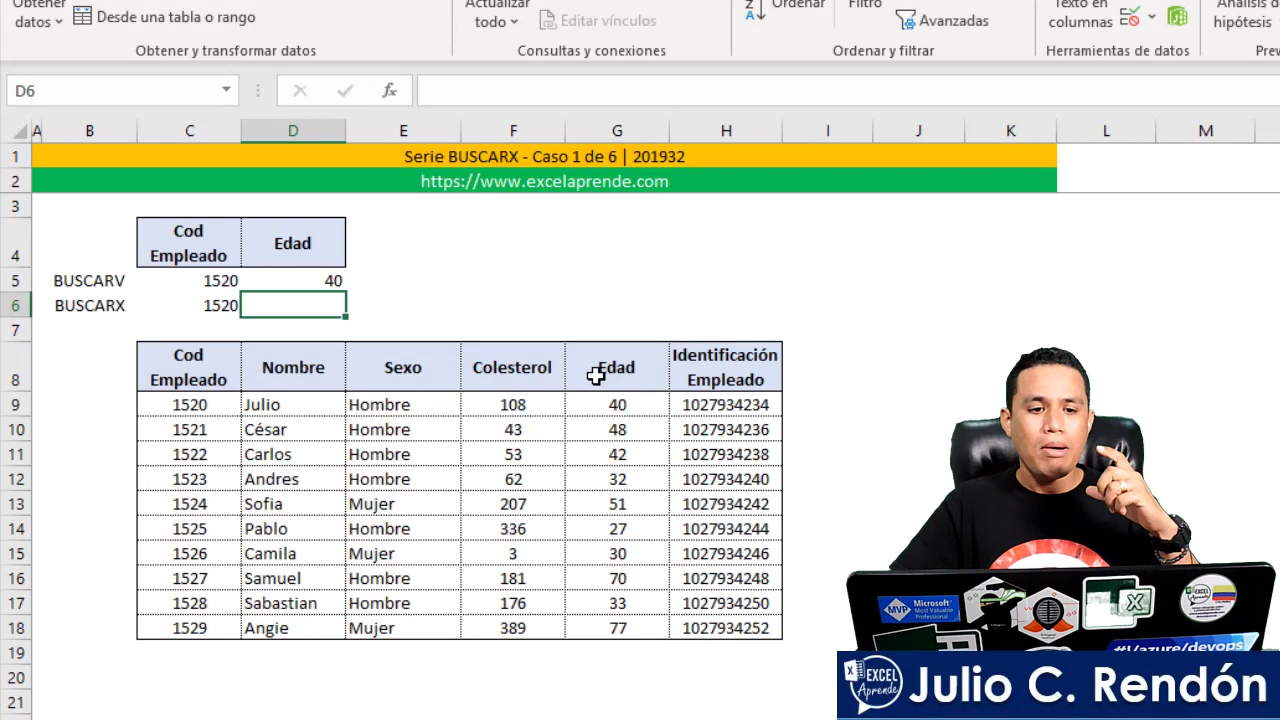 Obtener
datos
Desde una tabla o rango
Actualizar
todo
Editar vínculos
Ordenar
Filtro
Avanzadas
Texto en
columnas
Análisis de
hipótesis
Obtener y transformar datos
Consultas y conexiones
Ordenar y filtrar
Herramientas de datos
Prev
D6
fx
A B C D E F G H I J K L M
1 Serie BUSCARX - Caso 1 de 6 | 201932
2 https://www.excelaprende.com
3
4 Cod Empleado Edad
5 BUSCARV 1520 40
6 BUSCARX 1520
7
8 Cod Empleado Nombre Sexo Colesterol Edad Identificación Empleado
9 1520 Julio Hombre 108 40 1027934234
10 1521 César Hombre 43 48 1027934236
11 1522 Carlos Hombre 53 42 1027934238
12 1523 Andres Hombre 62 32 1027934240
13 1524 Sofia Mujer 207 51 1027934242
14 1525 Pablo Hombre 336 27 1027934244
15 1526 Camila Mujer 3 30 1027934246
16 1527 Samuel Hombre 181 70 1027934248
17 1528 Sabastian Hombre 176 33 1027934250
18 1529 Angie Mujer 389 77 1027934252
19
20
21
MVP Microsoft
Most Valuable
Professional
X
#LazureIdevops
EXCEL
Aprende
Julio C. Rendón